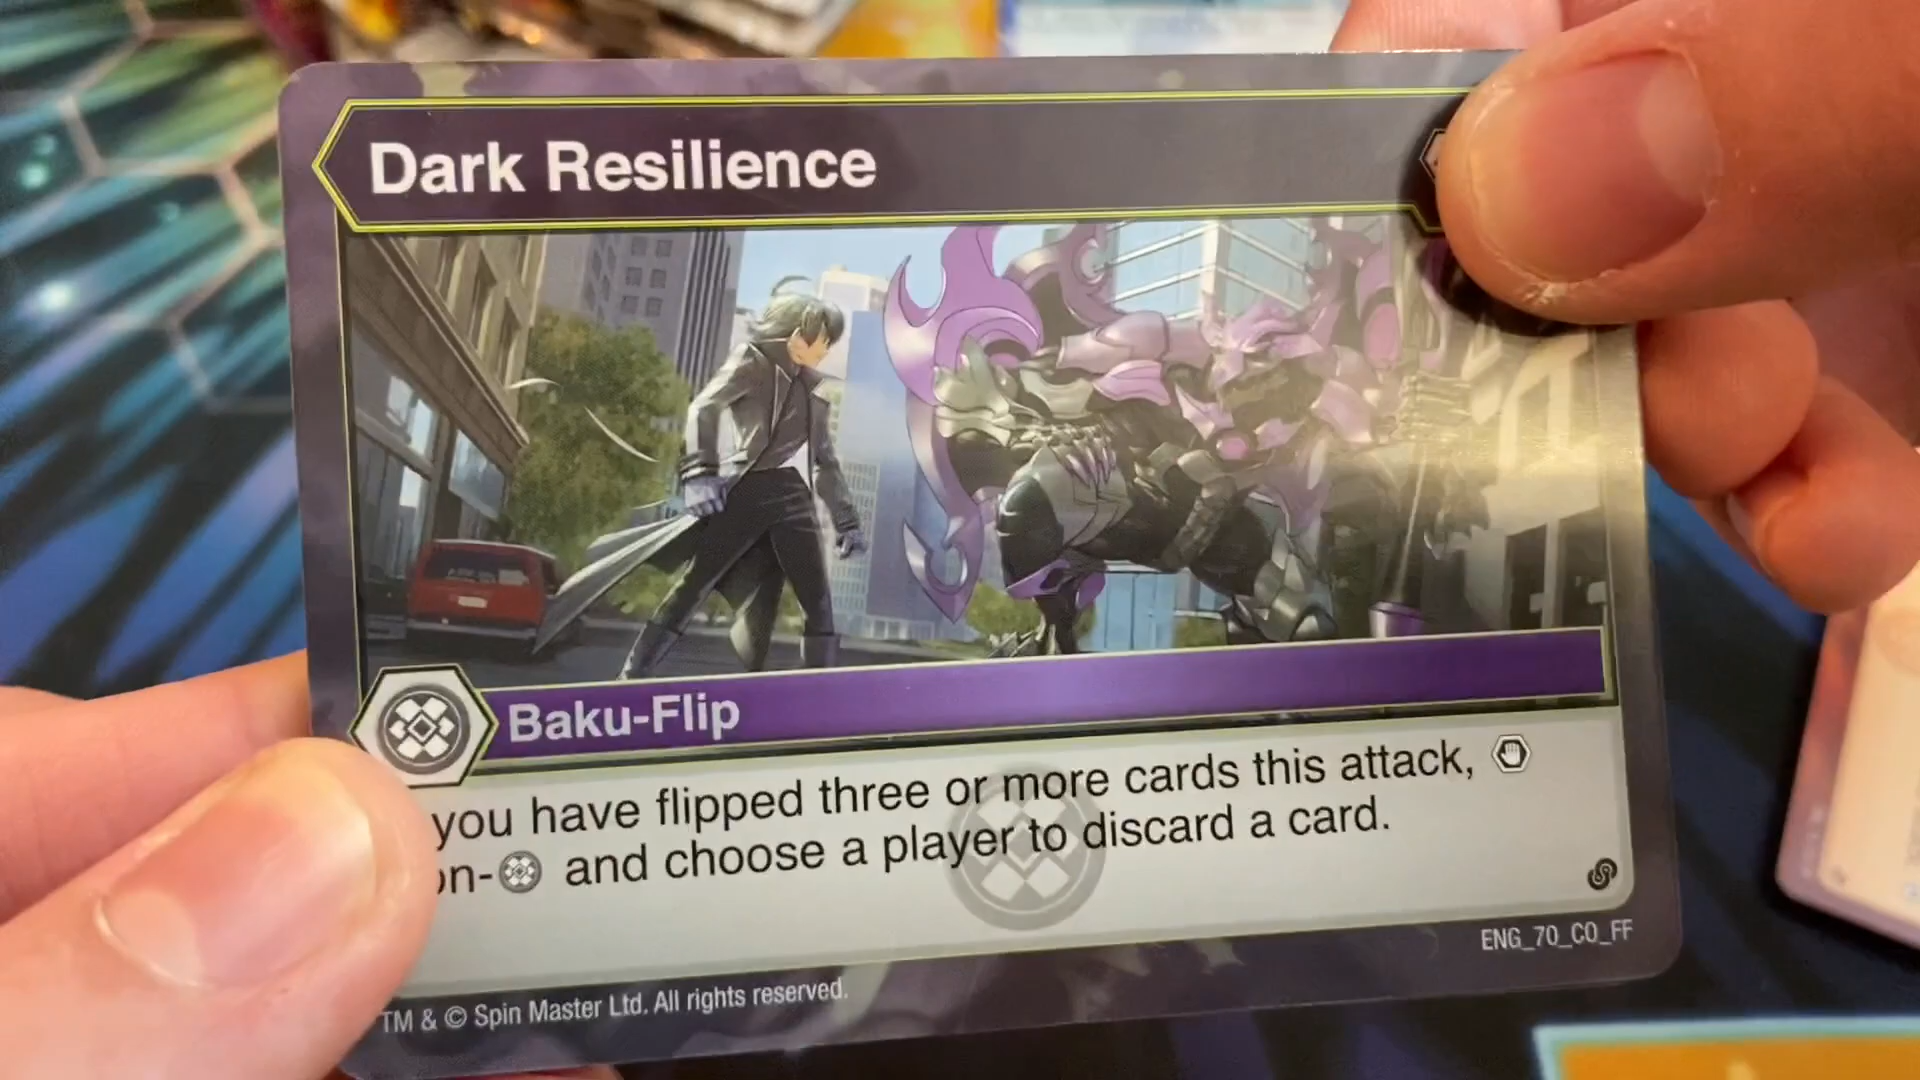 Dark Resilience
Baku-Flip
you have flipped three or more cards this attack,
and choose a player to discard a card.
ENG_70_CO_FF
TM & © Spin Master Ltd. All rights reserved.